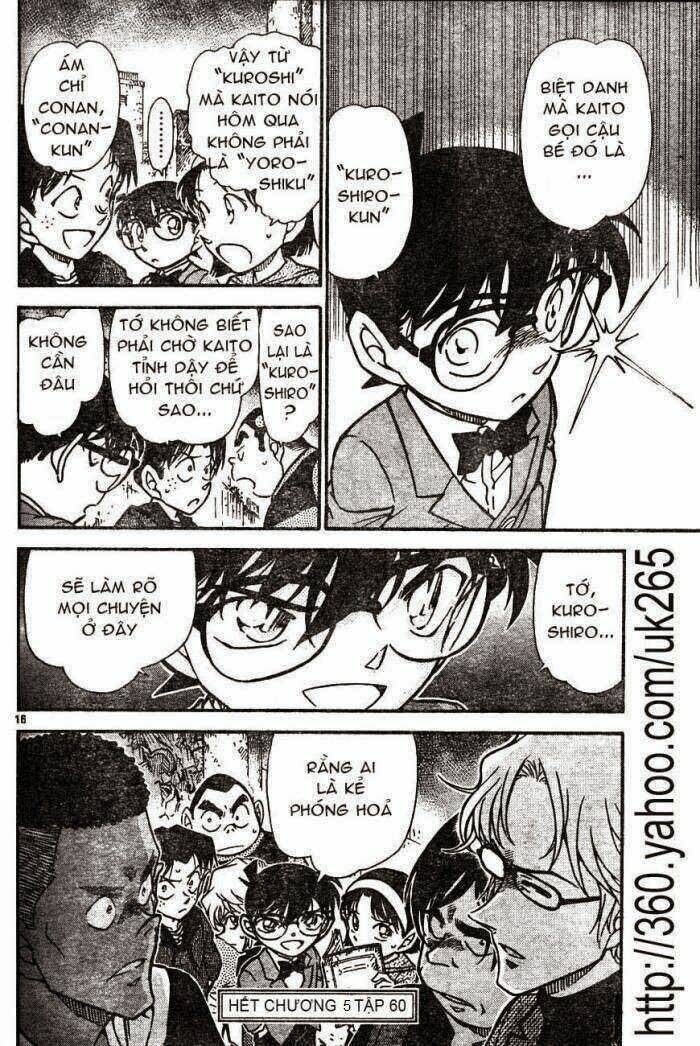 BIỆT DANH
MÀ KAITO
GỌI CẬU
BÉ ĐÓ LÀ
...
"KURO-
SHIRO-
KUN"
VẬY TỪ
"KUROSHI"
MÀ KAITO NÓI
HÔM QUA
KHÔNG PHẢI
LÀ "YORO-
SHIKU"
.........
ÁM
CHỈ
CONAN,
"CONAN-
KUN"
SAO
LẠI LÀ
"KURO-
SHIRO"
?
TỚ KHÔNG BIẾT
PHẢI CHỜ KAITO
TỈNH DẬY ĐỂ
HỎI THÔI CHỨ
SAO...
KHÔNG
CẦN
ĐÂU
TỚ,
KURO-
SHIRO...
SẼ LÀM RÕ
MỌI CHUYỆN
Ở ĐÂY
16
RẰNG AI
LÀ KẺ
PHÓNG HOẢ
HẾT CHƯƠNG 5 TẬP 60
http://360.yahoo.com/uk265